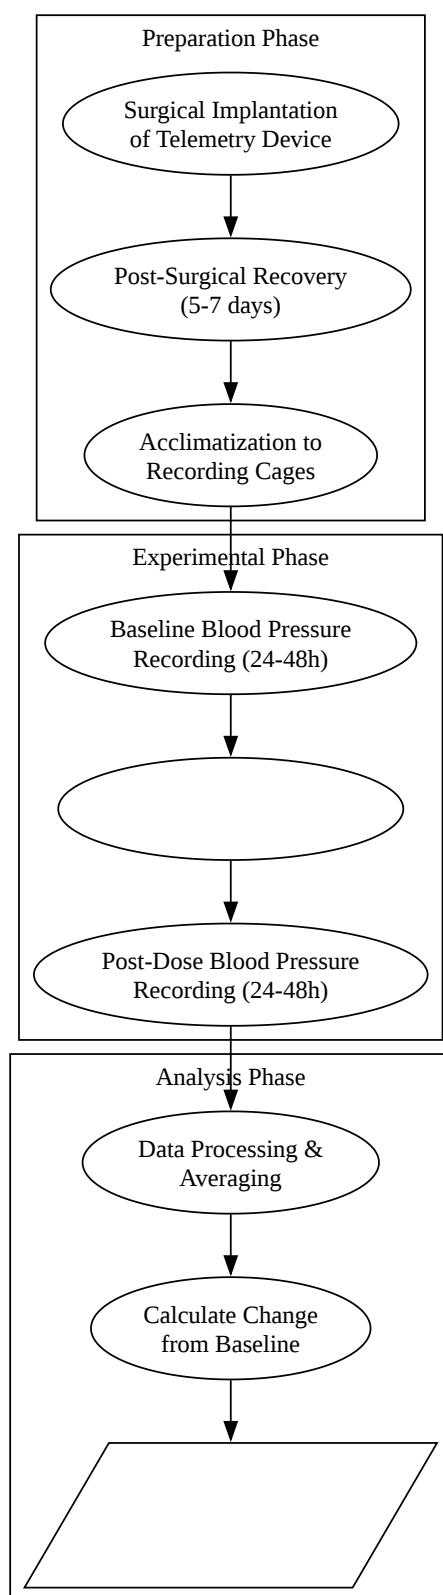 Preparation Phase
Surgical Implantation
of Telemetry Device
Post-Surgical Recovery
(5-7 days)
Acclimatization to
Recording Cages
Experimental Phase
Baseline Blood Pressure
Recording (24-48h)
Post-Dose Blood Pressure
Recording (24-48h)
Analysis Phase
Data Processing &
Averaging
Calculate Change
from Baseline